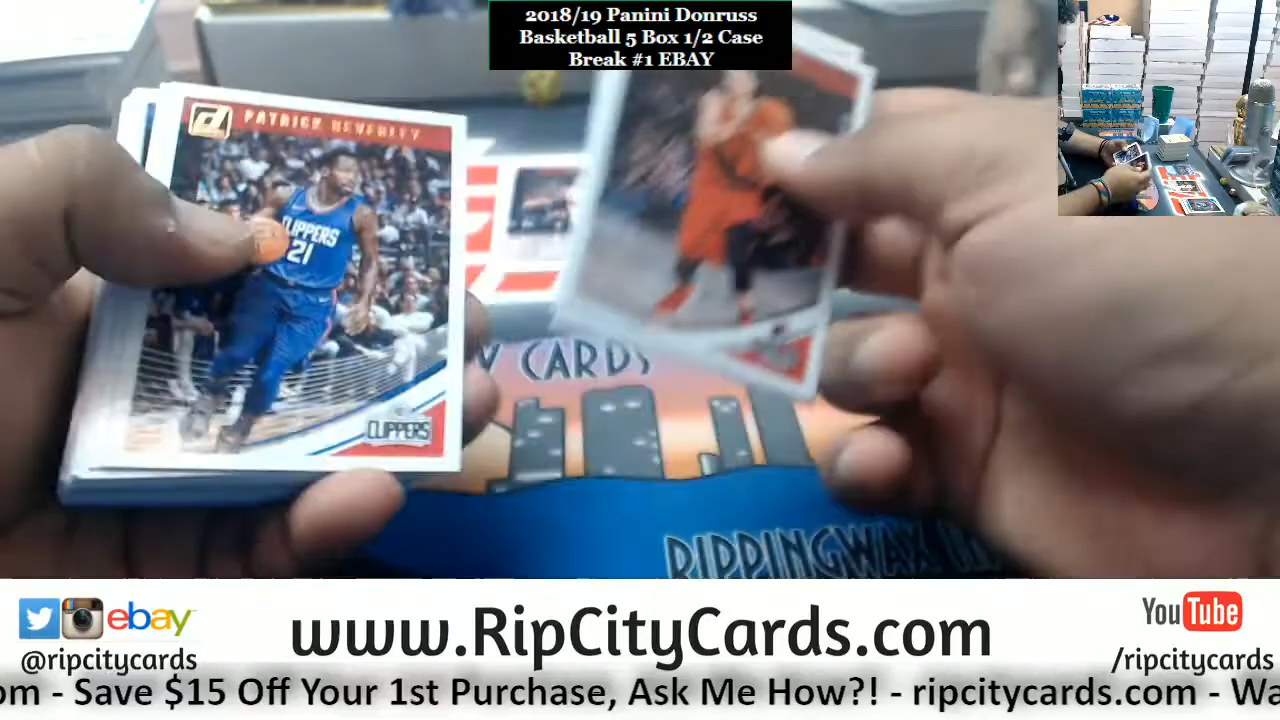 2018/19 Panini Donruss
Basketball 5 Box 1/2 Case
Break #1 EBAY
PATRICK BEVERLEY
CLIPPERS
21
CLIPPERS
CARDS
RIPPINGWAX
ebay
@ripcitycards
www.RipCityCards.com
YouTube
/ripcitycards
om - Save $15 Off Your 1st Purchase, Ask Me How?! - ripcitycards.com - Wa